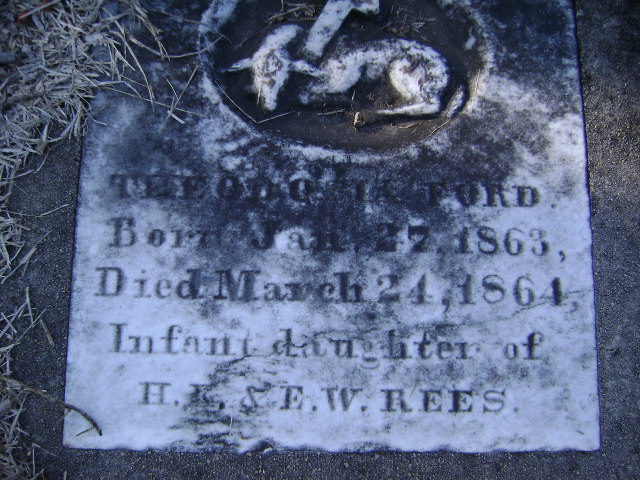 FORD.
Born Jan. 27, 1863,
Died March 24, 1864,
Infant daughter of
H. & E.W. REES.